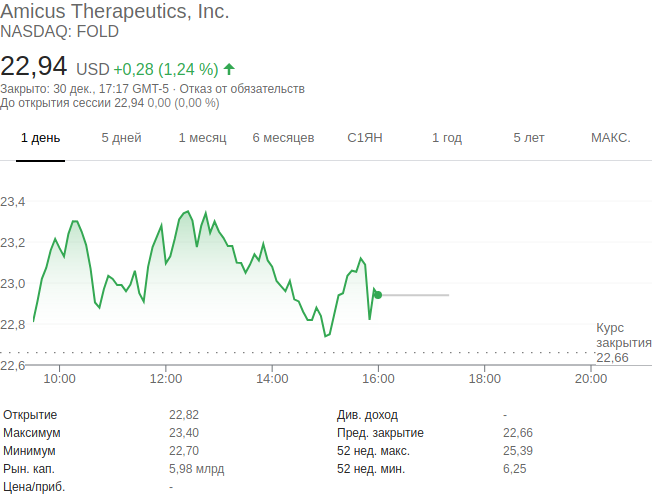 Amicus Therapeutics, Inc.
NASDAQ: FOLD
22,94 USD +0,28 (1,24 %)
Закрыто: 30 дек., 17:17 GMT-5 · Отказ от обязательств
До открытия сессии 22,94 0,00 (0,00 %)
1 день 5 дней 1 месяц 6 месяцев С1ЯН 1 год 5 лет МАКС.
23,4
23,2
23,0
22,8
22,6
Курс
закрытия
22,66
10:00 12:00 14:00 16:00 18:00 20:00
Открытие 22,82 Див. доход -
Максимум 23,40 Пред. закрытие 22,66
Минимум 22,70 52 нед. макс. 25,39
Рын. кап. 5,98 млрд 52 нед. мин. 6,25
Цена/приб. -